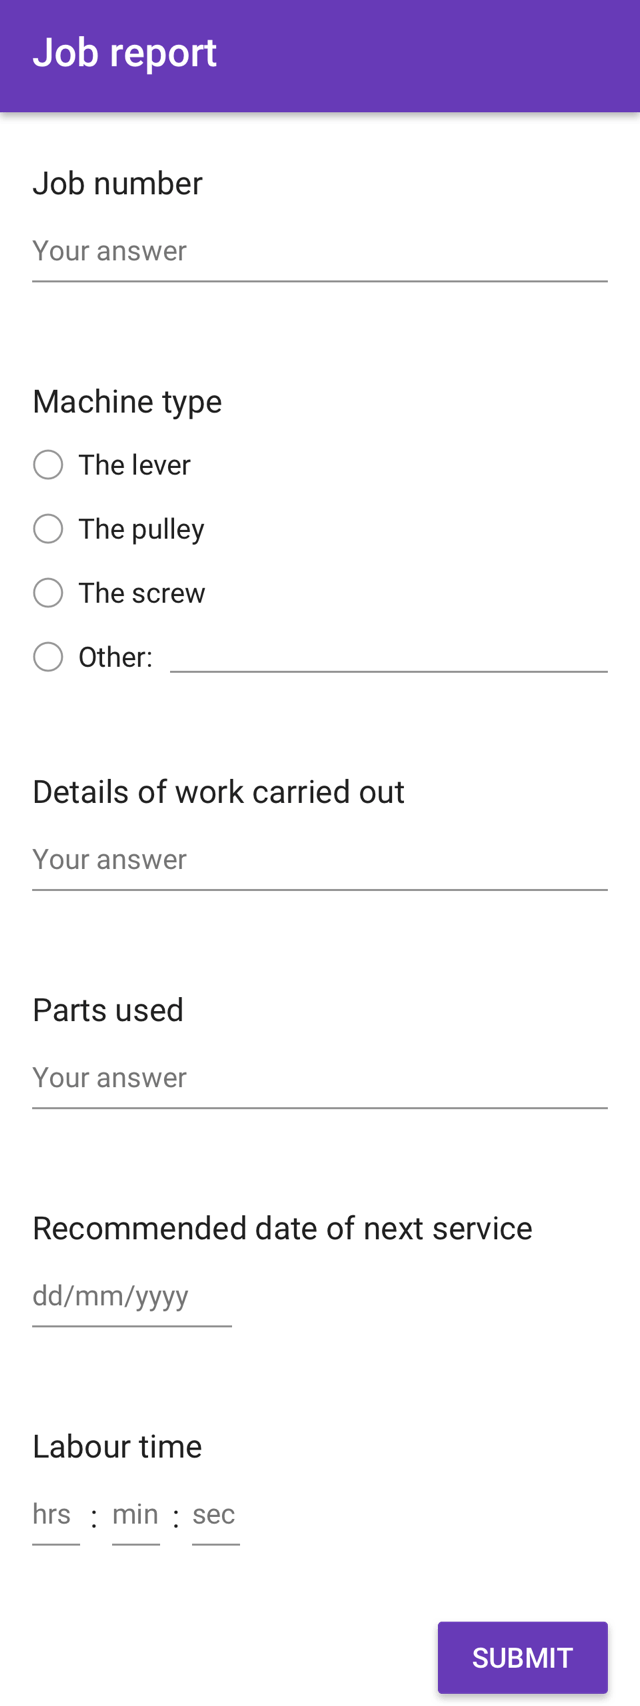 Job report
Job number
Your answer
Machine type
The lever
The pulley
The screw
Other:
Details of work carried out
Your answer
Parts used
Your answer
Recommended date of next service
dd/mm/yyyy
Labour time
hrs : min : sec
SUBMIT